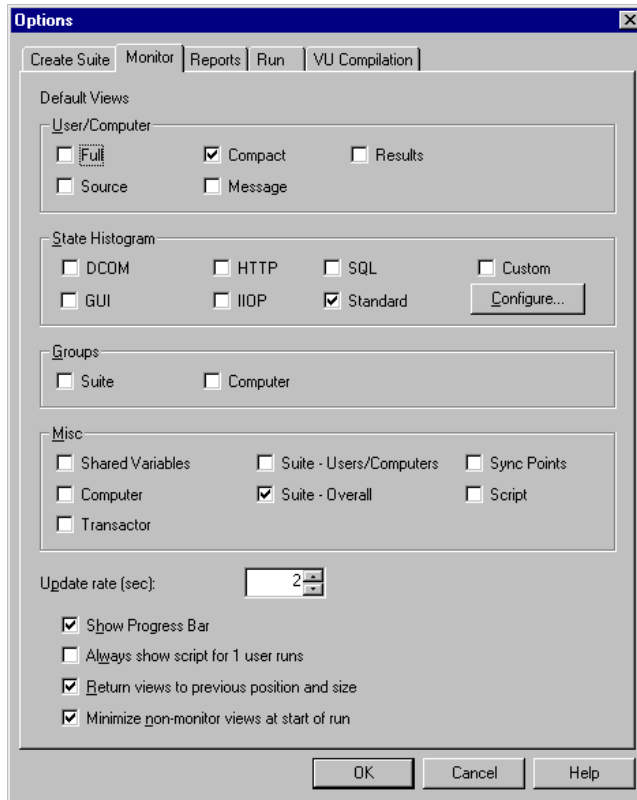 Options
Create Suite Monitor Reports Run VU Compilation
Default Views
User/Computer
Full Compact Results
Source Message
State Histogram
DCOM HTTP SQL Custom
GUI IIOP Standard Configure...
Groups
Suite Computer
Misc
Shared Variables Suite - Users/Computers Sync Points
Computer Suite - Overall Script
Transactor
Update rate (sec): 2
Show Progress Bar
Always show script for 1 user runs
Return views to previous position and size
Minimize non-monitor views at start of run
OK Cancel Help